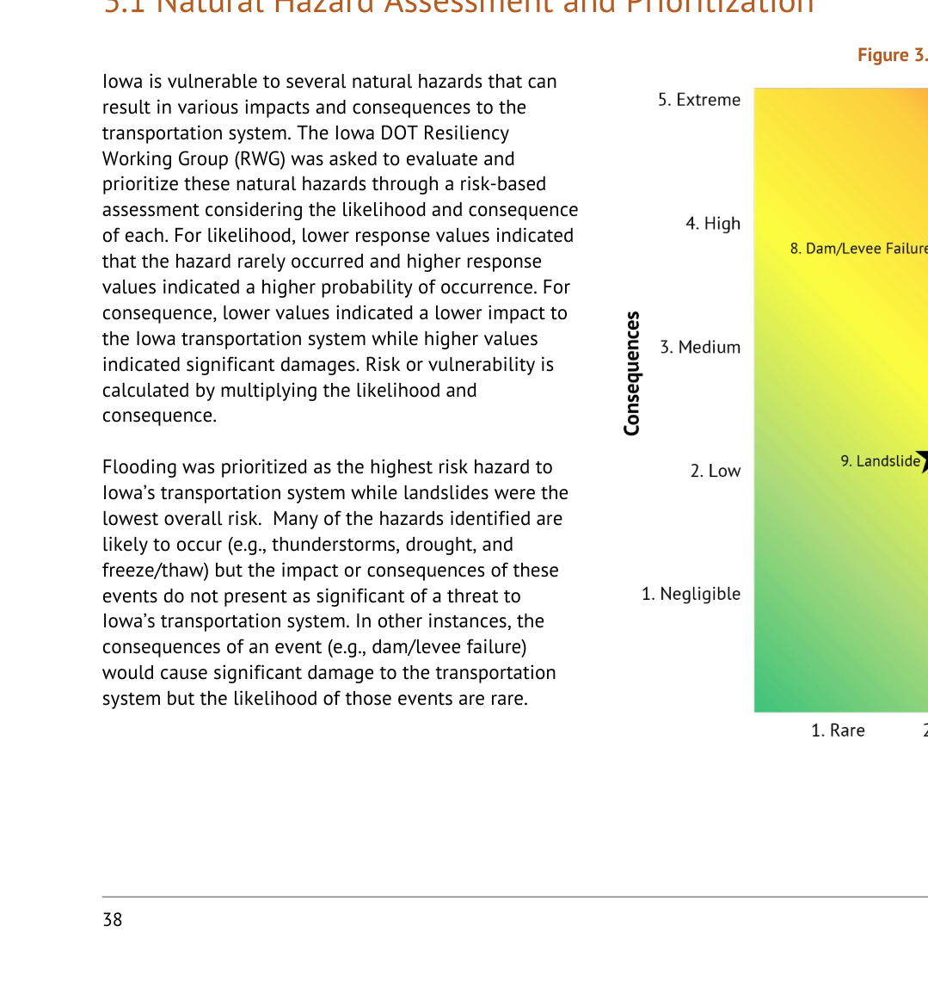 3.1 Natural Hazard Assessment and Prioritization
Iowa is vulnerable to several natural hazards that can
result in various impacts and consequences to the
transportation system. The Iowa DOT Resiliency
Working Group (RWG) was asked to evaluate and
prioritize these natural hazards through a risk-based
assessment considering the likelihood and consequence
of each. For likelihood, lower response values indicated
that the hazard rarely occurred and higher response
values indicated a higher probability of occurrence. For
consequence, lower values indicated a lower impact to
the Iowa transportation system while higher values
indicated significant damages. Risk or vulnerability is
calculated by multiplying the likelihood and
consequence.
Flooding was prioritized as the highest risk hazard to
Iowa’s transportation system while landslides were the
lowest overall risk.  Many of the hazards identified are
likely to occur (e.g., thunderstorms, drought, and
freeze/thaw) but the impact or consequences of these
events do not present as significant of a threat to
Iowa’s transportation system. In other instances, the
consequences of an event (e.g., dam/levee failure)
would cause significant damage to the transportation
system but the likelihood of those events are rare.
Figure 3.
5. Extreme
4. High
8. Dam/Levee Failure
Consequences
3. Medium
9. Landslide
2. Low
1. Negligible
1. Rare
2
38